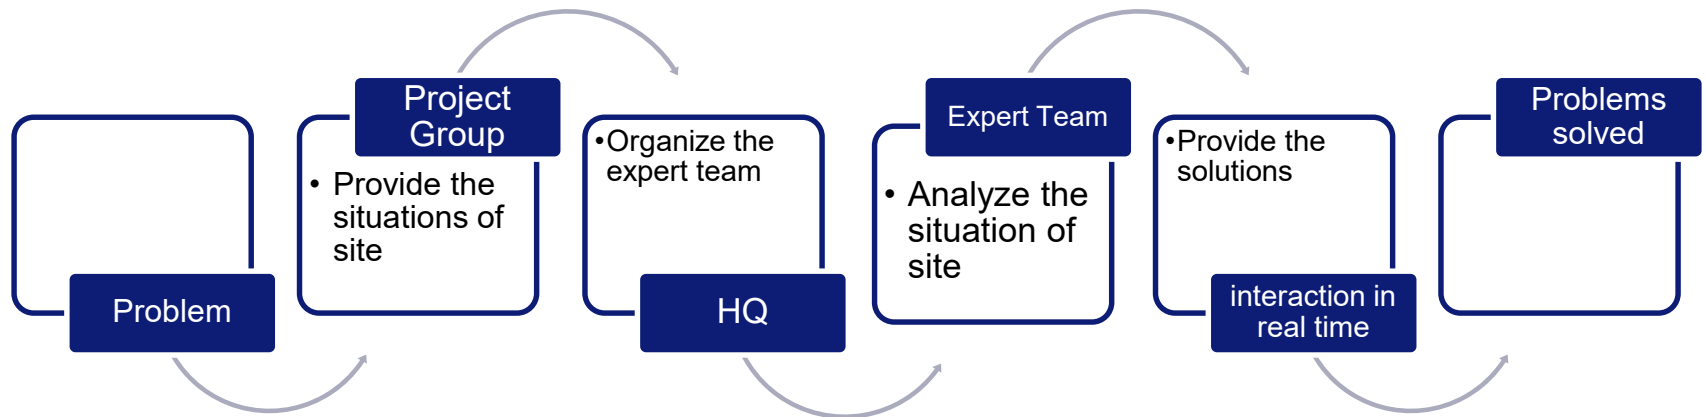 Problem
Project
Group
• Provide the
situations of
site
•Organize the
expert team
HQ
Expert Team
• Analyze the
situation of
site
•Provide the
solutions
interaction in
real time
Problems
solved